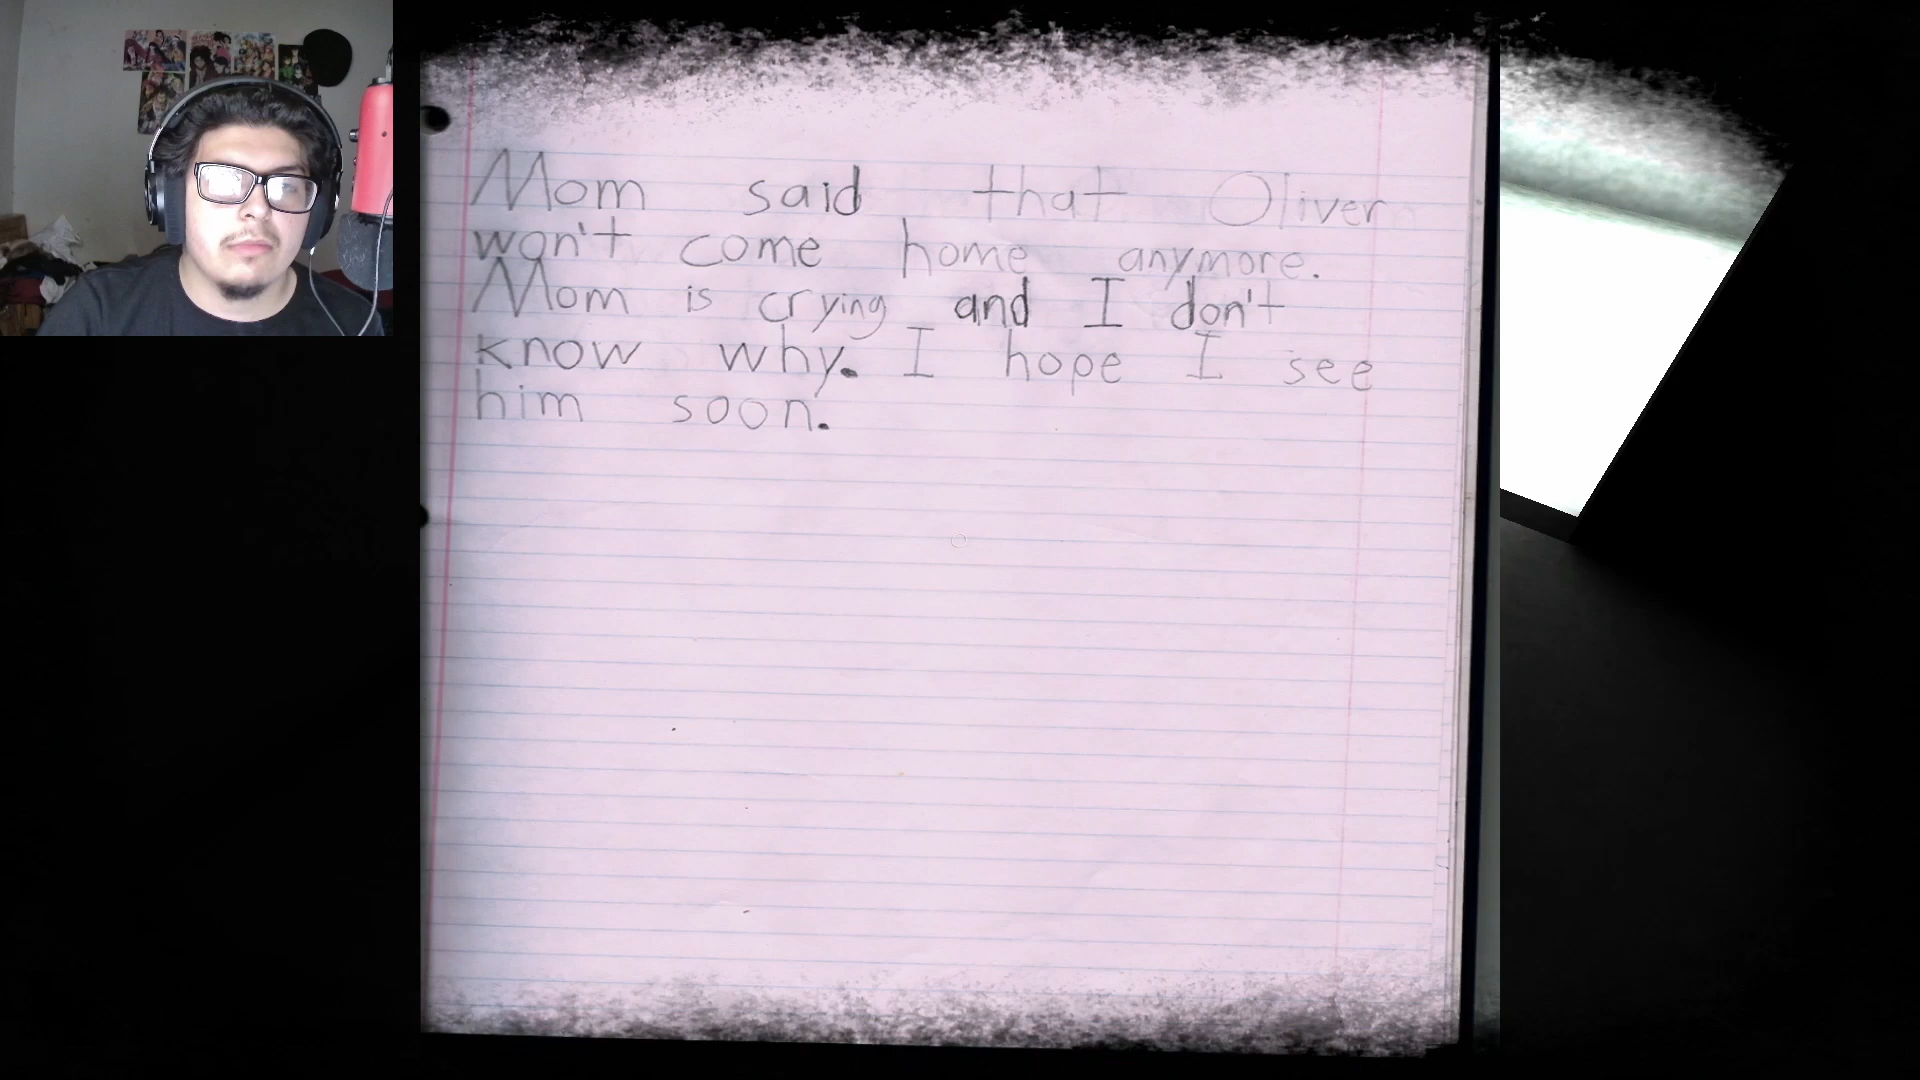 Mom said that Oliver
won't come home anymore.
Mom is crying and I don't
know why. I hope I see
him soon.